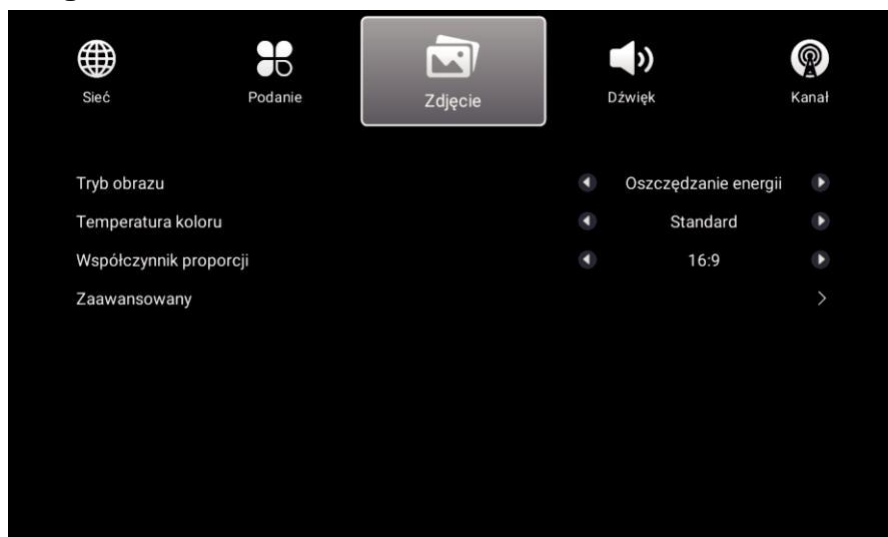 Sieć Podanie Zdjęcie Dźwięk Kanał
Tryb obrazu Oszczędzanie energii
Temperatura koloru Standard
Współczynnik proporcji 16:9
Zaawansowany